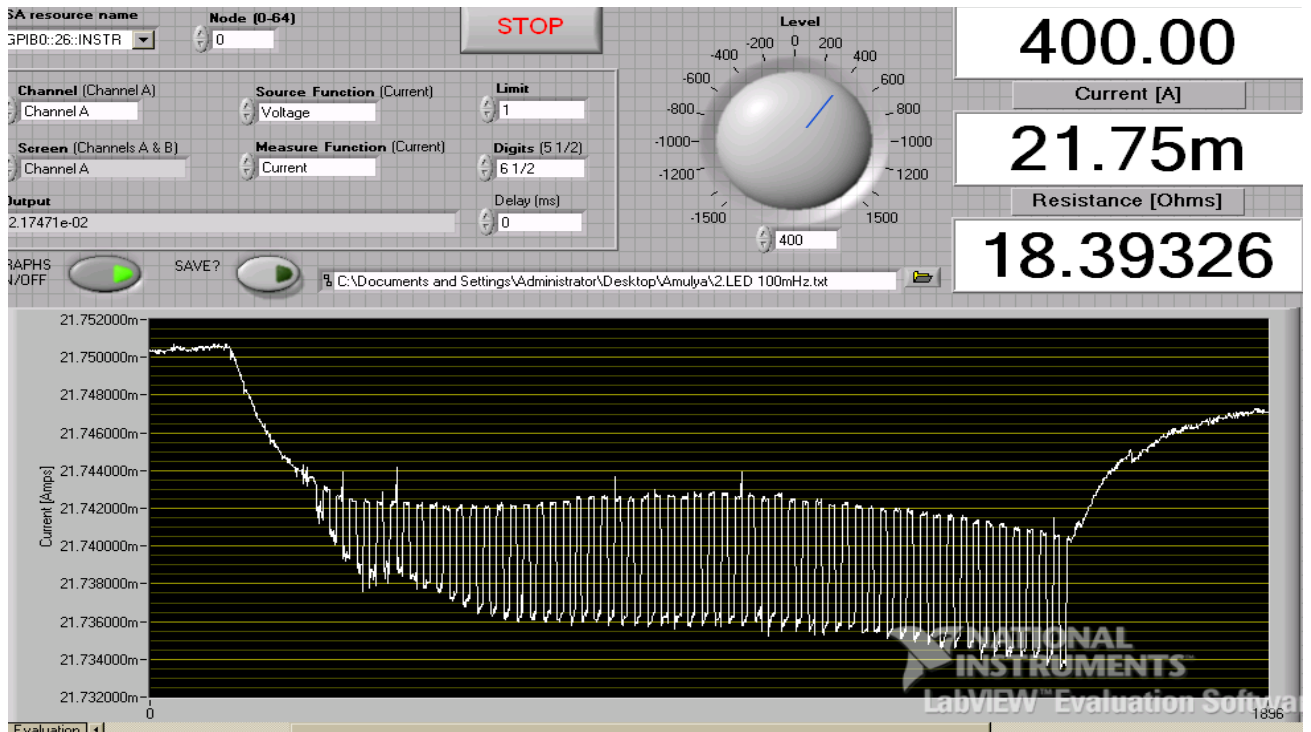 SA resource name
Node (0-64)
GPIB0::26::INSTR
0
STOP
Level
-1500
-1200
-1000
-800
-600
-400
-200
0
200
400
600
800
1000
1200
1500
400
400.00
Current [A]
21.75m
Resistance [Ohms]
18.39326
Channel (Channel A)
Channel A
Source Function (Current)
Voltage
Limit
1
Screen (Channels A & B)
Channel A
Measure Function (Current)
Current
Digits (5 1/2)
6 1/2
Output
2.17471e-02
Delay (ms)
0
RAPHS
N/OFF
SAVE?
C:\Documents and Settings\Administrator\Desktop\Amulya\2.LED 100mHz.txt
21.752000m
21.750000m
21.748000m
21.746000m
21.744000m
21.742000m
21.740000m
21.738000m
21.736000m
21.734000m
21.732000m
Current [Amps]
0
1896
NATIONAL
INSTRUMENTS™
LabVIEW™ Evaluation Softwa
Evaluation